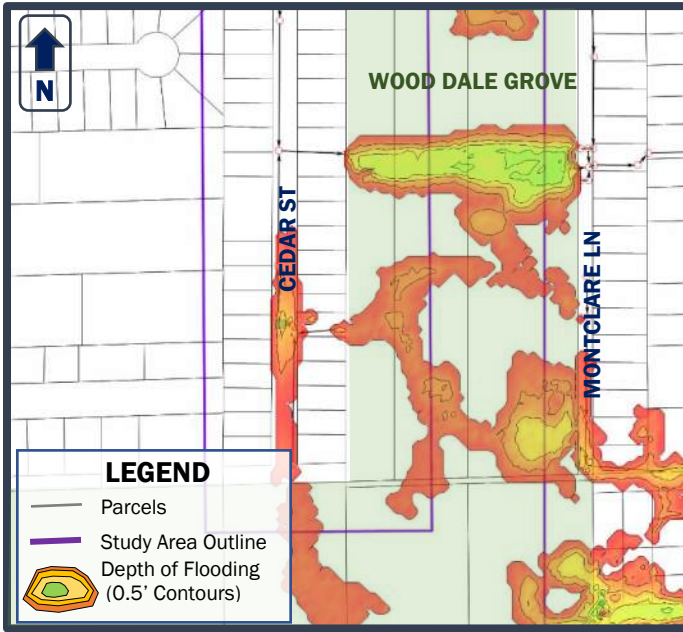 N
WOOD DALE GROVE
CEDAR ST
MONTCLARE LN
LEGEND
Parcels
Study Area Outline
Depth of Flooding
(0.5' Contours)